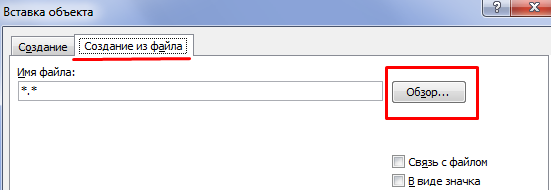 Вставка объекта
?
Создание Создание из файла
Имя файла:
*.*
Обзор...
Связь с файлом
В виде значка